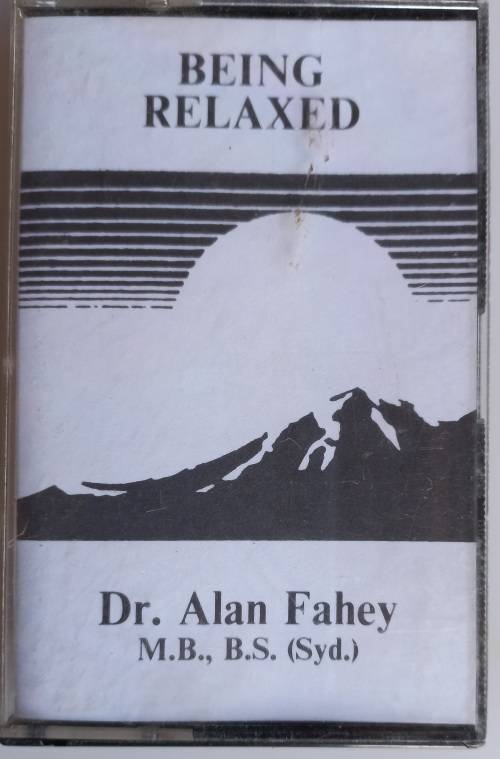 BEING
RELAXED
Dr. Alan Fahey
M.B., B.S. (Syd.)